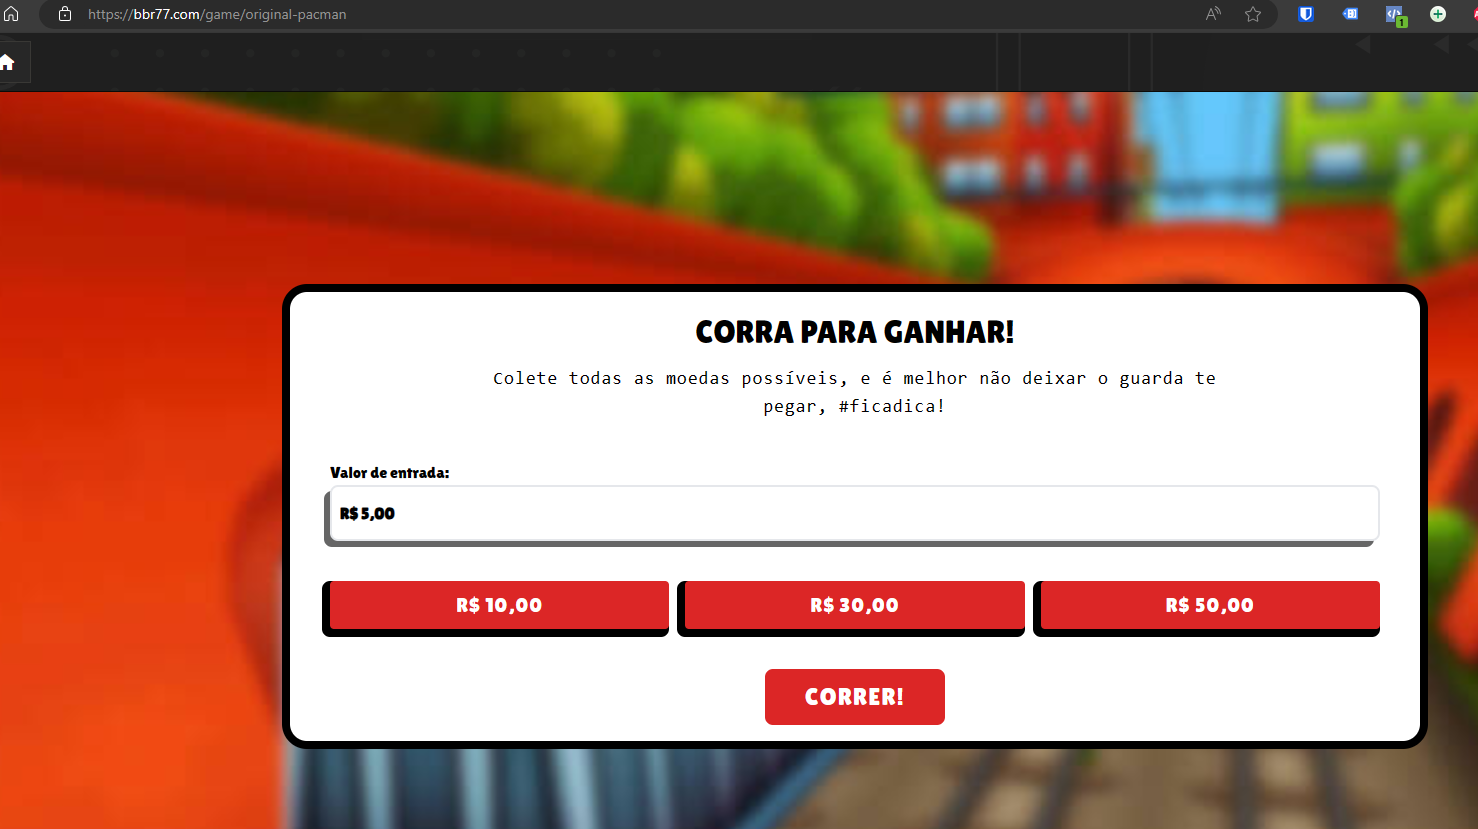 https://bbr77.com/game/original-pacman
1
CORRA PARA GANHAR!
Colete todas as moedas possíveis, e é melhor não deixar o guarda te
pegar, #ficadica!
Valor de entrada:
R$ 5,00
R$ 10,00 R$ 30,00 R$ 50,00
CORRER!